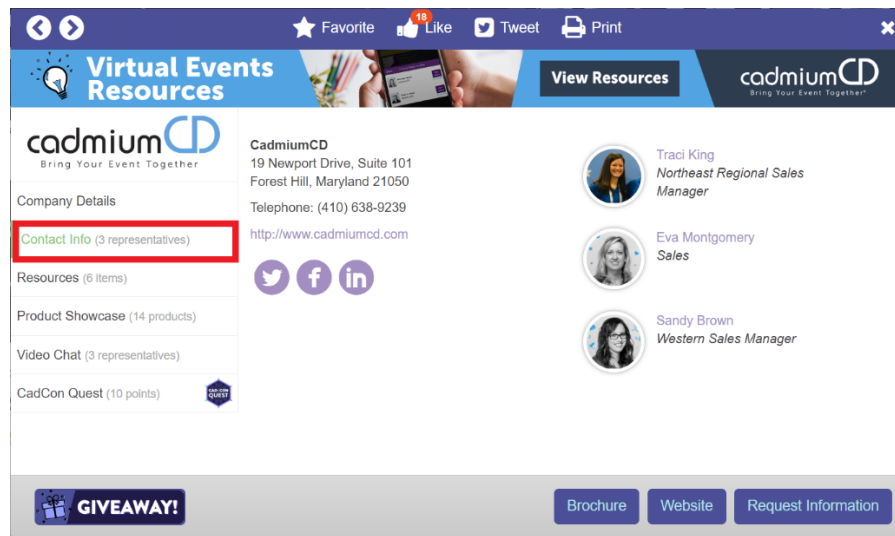 Favorite
18
Like
Tweet
Print
Virtual Events
Resources
View Resources
cadmiumCD
Bring Your Event Together®
cadmiumCD
Bring Your Event Together
Company Details
Contact Info (3 representatives)
Resources (6 items)
Product Showcase (14 products)
Video Chat (3 representatives)
CadCon Quest (10 points)
CAD-CON
QUEST
CadmiumCD
19 Newport Drive, Suite 101
Forest Hill, Maryland 21050
Telephone: (410) 638-9239
http://www.cadmiumcd.com
Traci King
Northeast Regional Sales
Manager
Eva Montgomery
Sales
Sandy Brown
Western Sales Manager
GIVEAWAY!
Brochure
Website
Request Information